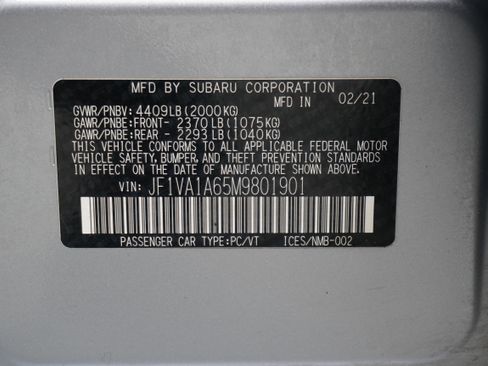 MFD BY SUBARU CORPORATION
MFD IN 02/21
GVWR/PNBV: 4409LB(2000KG)
GAWR/PNBE:FRONT- 2370LB(1075KG)
GAWR/PNBE:REAR - 2293LB(1040KG)
THIS VEHICLE CONFORMS TO ALL APPLICABLE FEDERAL MOTOR
VEHICLE SAFETY, BUMPER, AND THEFT PREVENTION STANDARDS
IN EFFECT ON THE DATE OF MANUFACTURE SHOWN ABOVE.
VIN: JF1VA1A65M9801901
PASSENGER CAR TYPE:PC/VT ICES/NMB-002